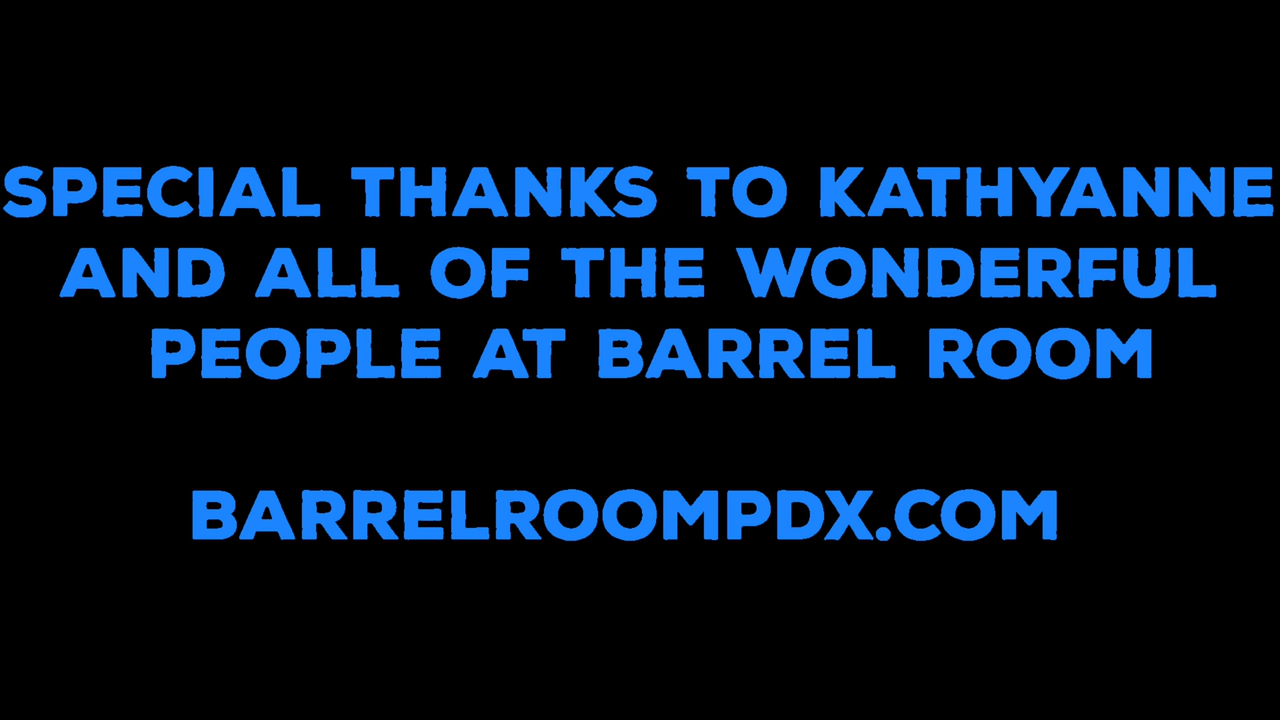 SPECIAL THANKS TO KATHYANNE
AND ALL OF THE WONDERFUL
PEOPLE AT BARREL ROOM
BARRELROOMPDX.COM